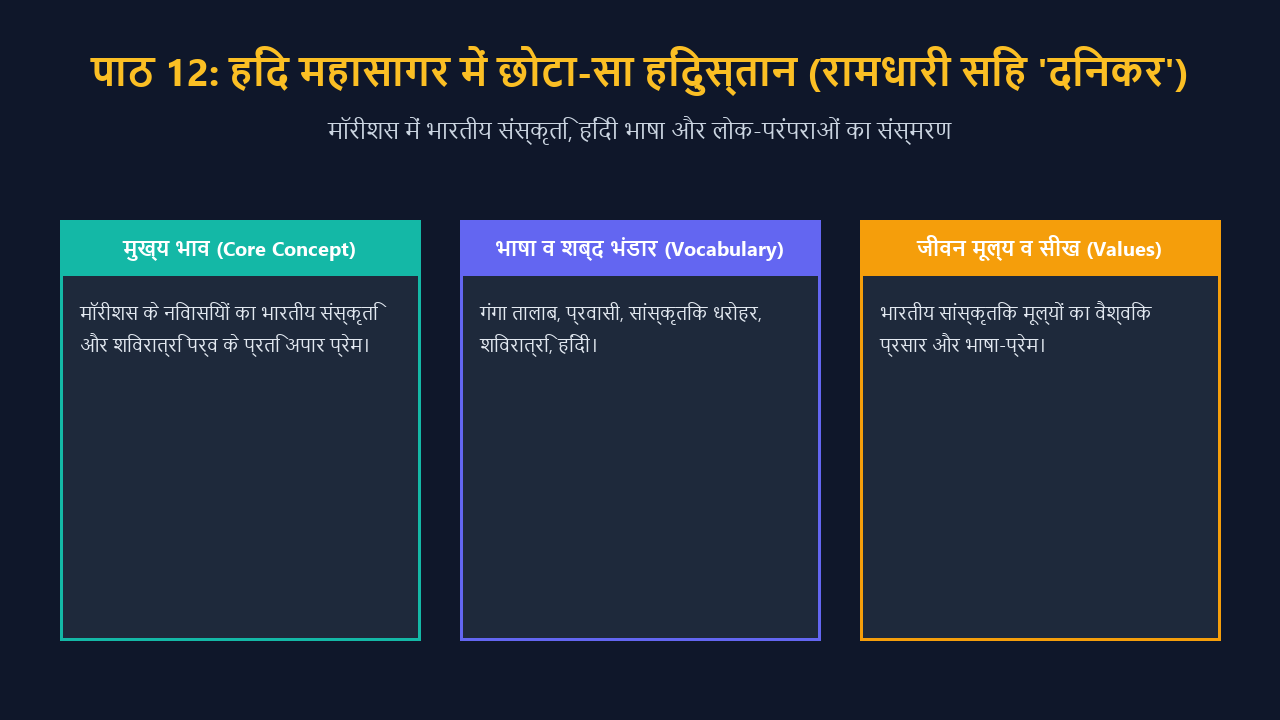 पाठ 12: हिंद महासागर में छोटा-सा हिंदुस्तान (रामधारी सिंह 'दिनकर')
मॉरीशस में भारतीय संस्कृति, हिंदी भाषा और लोक-परंपराओं का संस्मरण
मुख्य भाव (Core Concept)
मॉरीशस के निवासियों का भारतीय संस्कृति
और शिवरात्रि पर्व के प्रति अपार प्रेम।
भाषा व शब्द भंडार (Vocabulary)
गंगा तालाब, प्रवासी, सांस्कृतिक धरोहर,
शिवरात्रि, हिंदी।
जीवन मूल्य व सीख (Values)
भारतीय सांस्कृतिक मूल्यों का वैश्विक
प्रसार और भाषा-प्रेम।